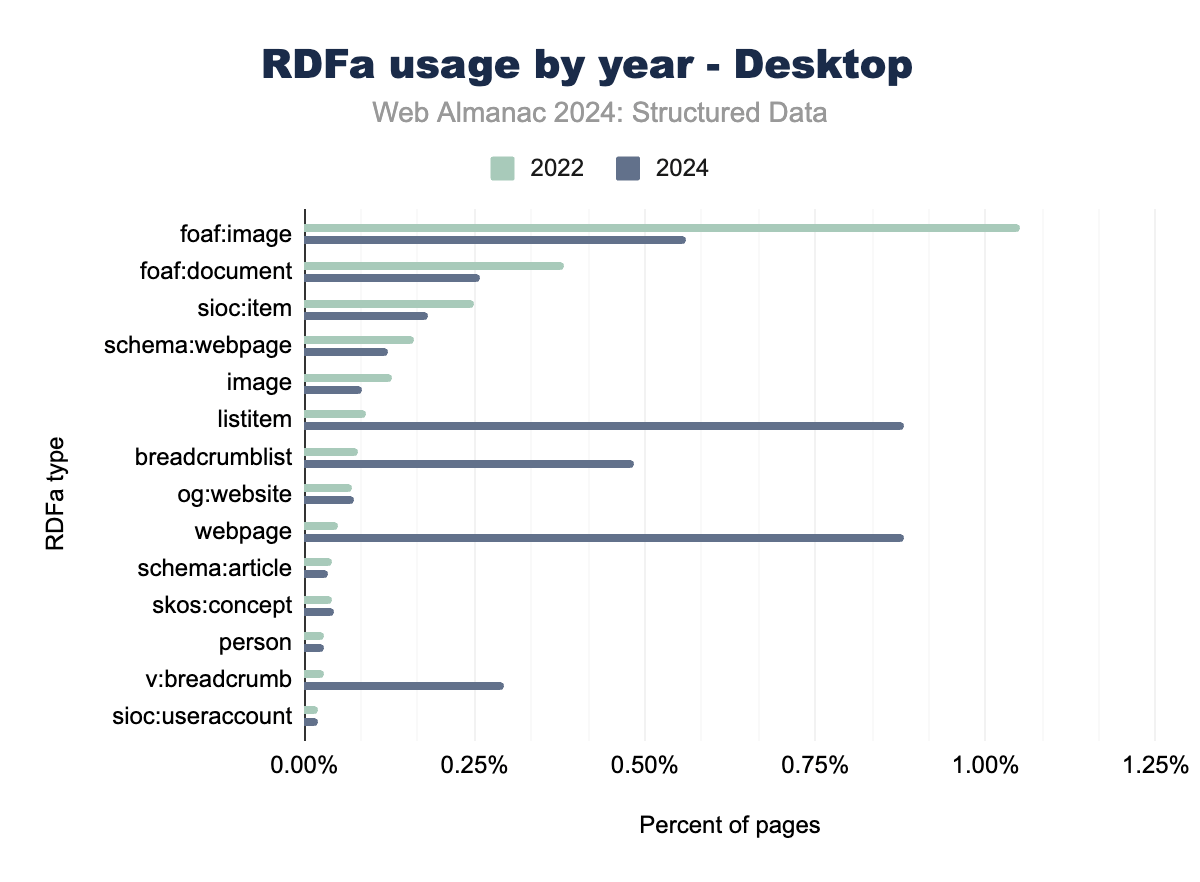 RDFa usage by year - Desktop
Web Almanac 2024: Structured Data
2022 2024
RDFa type
foaf:image
foaf:document
sioc:item
schema:webpage
image
listitem
breadcrumblist
og:website
webpage
schema:article
skos:concept
person
v:breadcrumb
sioc:useraccount
0.00% 0.25% 0.50% 0.75% 1.00% 1.25%
Percent of pages